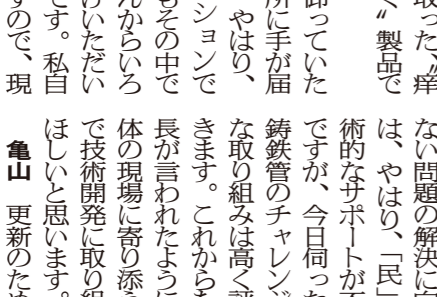 取った、〝痒
く〟製品で
っていた
所に手が届
やはり、
ションで
もその中で
んからいろ
けいただい
です。私自
すので、現
ない問題の解決に
は、やはり、「民」
術的なサポートが
ですが、今日伺った
鋳鉄管のチャレンジ
な取り組みは高く評
きます。これからも
長が言われたように
体の現場に寄り添
で技術開発に取り組
ほしいと思います。
亀山　更新のため